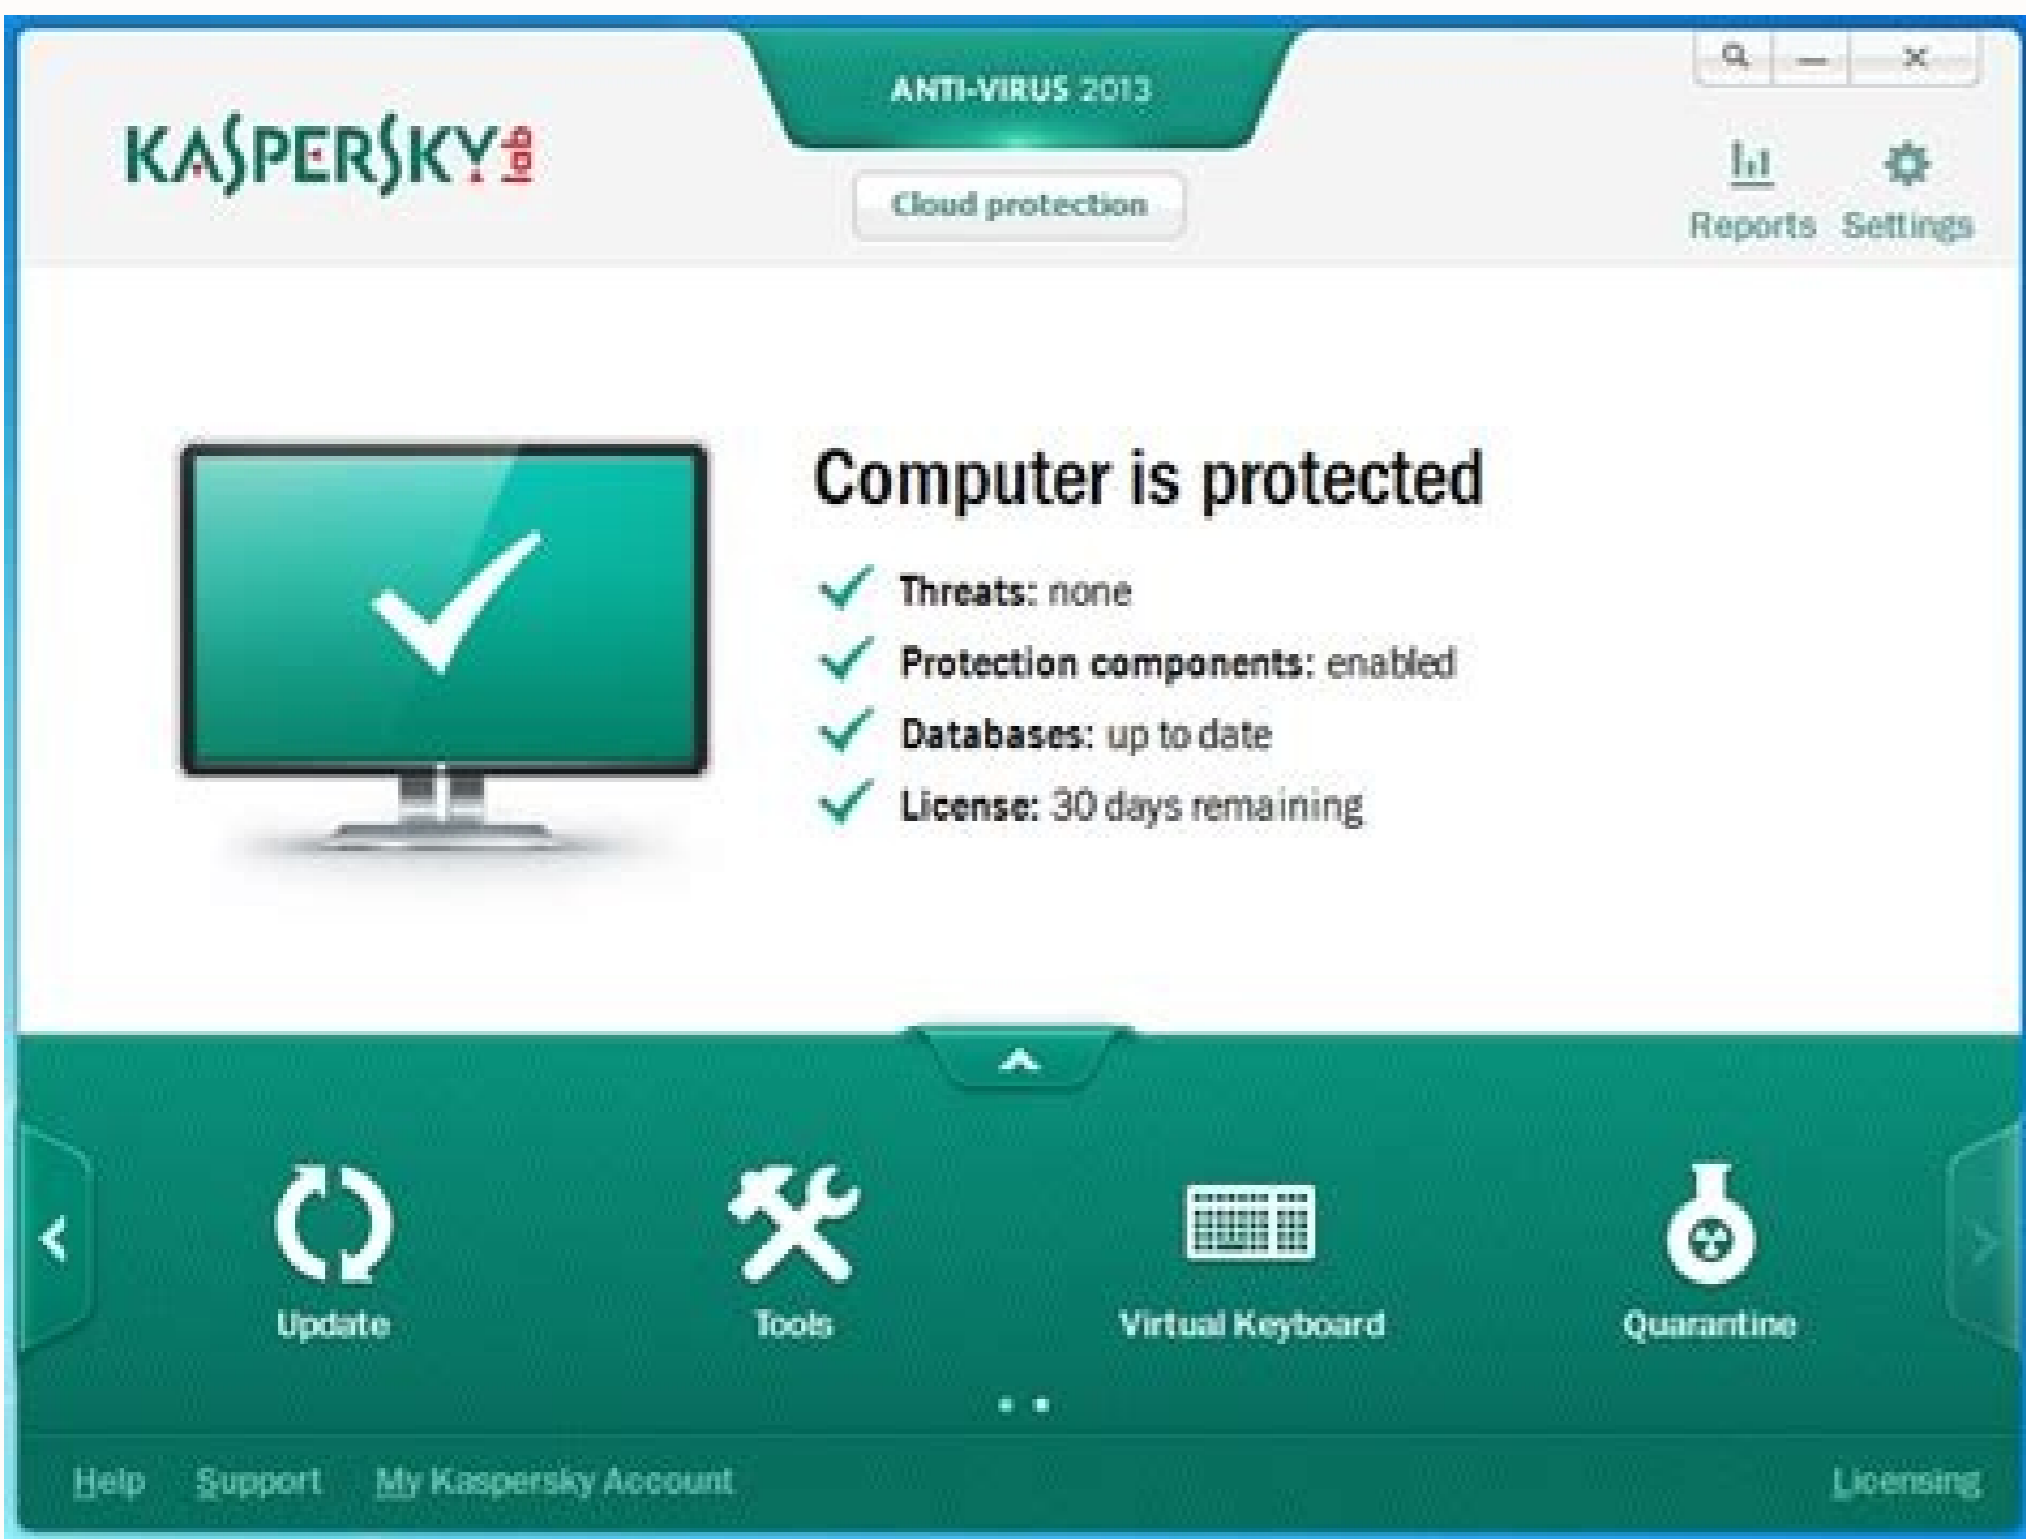 ANTI-VIRUS 2013
KASPERSKY lab
Cloud protection
Reports Settings
Computer is protected
Threats: none
Protection components: enabled
Databases: up to date
License: 30 days remaining
Update Tools Virtual Keyboard Quarantine
Help Support My Kaspersky Account Licensing